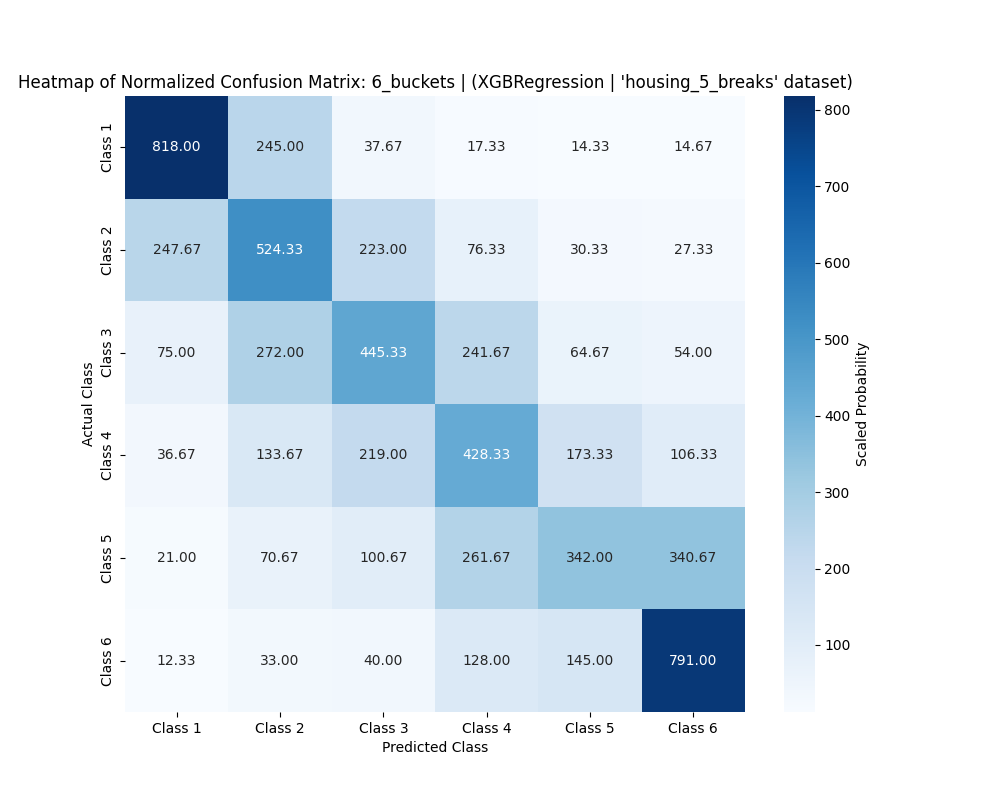 Heatmap of Normalized Confusion Matrix: 6_buckets | (XGBRegression | 'housing_5_breaks' dataset)
Actual Class
Class 1 818.00 245.00 37.67 17.33 14.33 14.67
Class 2 247.67 524.33 223.00 76.33 30.33 27.33
Class 3 75.00 272.00 445.33 241.67 64.67 54.00
Class 4 36.67 133.67 219.00 428.33 173.33 106.33
Class 5 21.00 70.67 100.67 261.67 342.00 340.67
Class 6 12.33 33.00 40.00 128.00 145.00 791.00
Class 1 Class 2 Class 3 Class 4 Class 5 Class 6
Predicted Class
800
700
600
500
400
300
200
100
Scaled Probability